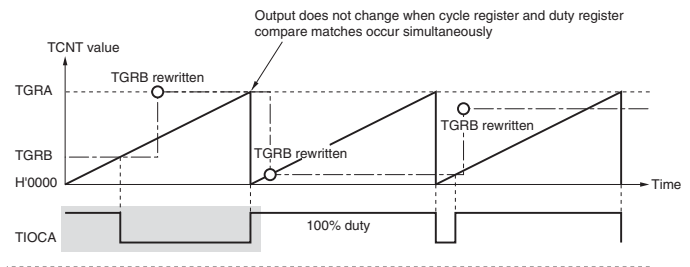 Output does not change when cycle register and duty register
compare matches occur simultaneously
TCNT value
TGRB rewritten
TGRA
TGRB rewritten
TGRB
TGRB rewritten
H'0000
Time
100% duty
TIOCA